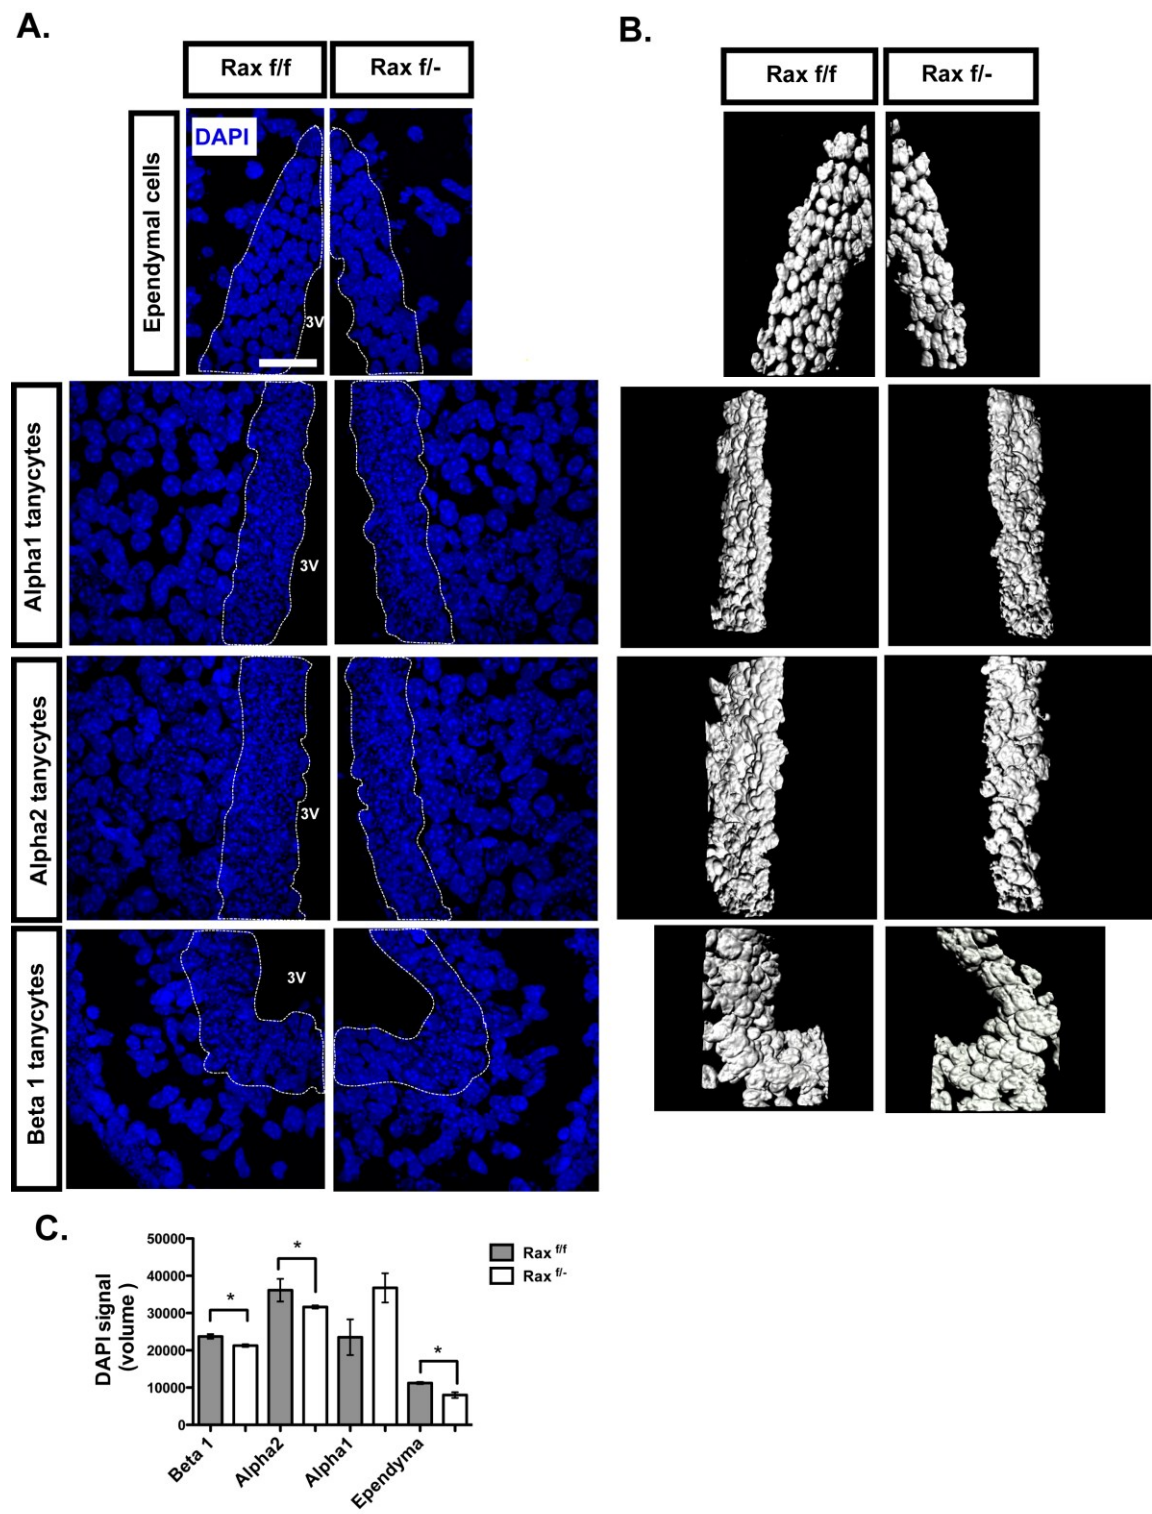 A.
Rax f/f
Rax f/-
Ependymal cells
DAPI
3V
Alpha1 tanycytes
3V
Alpha2 tanycytes
3V
Beta 1 tanycytes
3V
B.
Rax f/f
Rax f/-
C.
DAPI signal
(volume )
50000
40000
30000
20000
10000
0
*
*
*
Beta 1
Alpha2
Alpha1
Ependyma
Rax f/f
Rax f/-